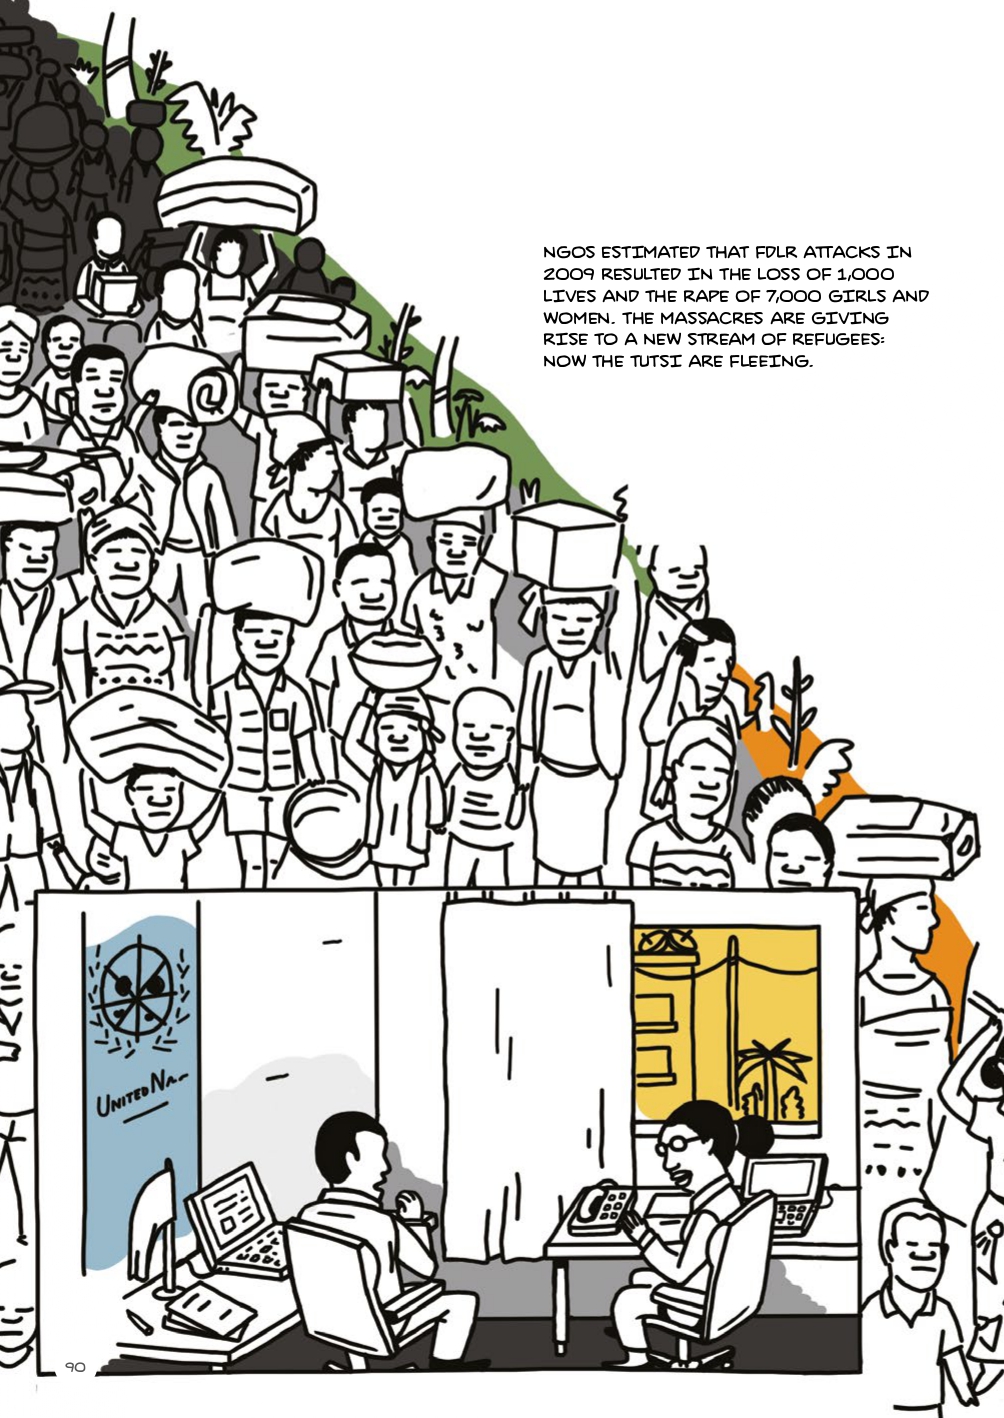 NGOS ESTIMATED THAT FDLR ATTACKS IN
2009 RESULTED IN THE LOSS OF 1,000
LIVES AND THE RAPE OF 7,000 GIRLS AND
WOMEN. THE MASSACRES ARE GIVING
RISE TO A NEW STREAM OF REFUGEES:
NOW THE TUTSI ARE FLEEING.
UNITED NA
90